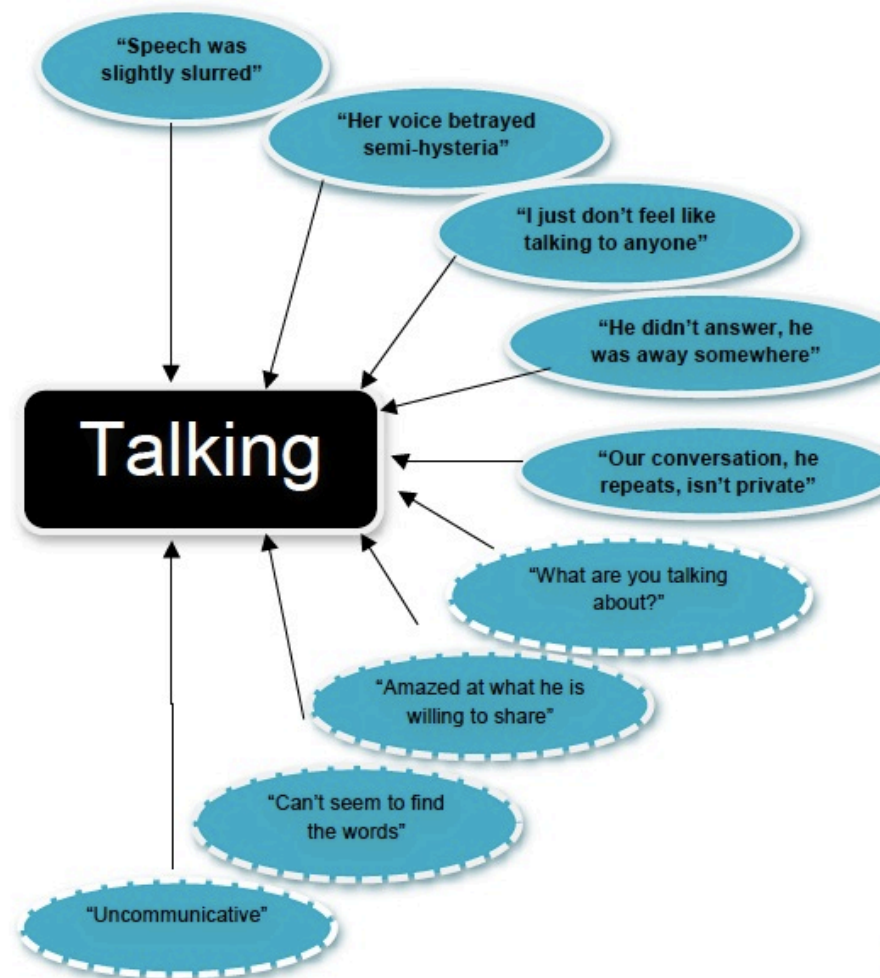 “Speech was
slightly slurred”
“Her voice betrayed
semi-hysteria”
“I just don’t feel like
talking to anyone”
“He didn’t answer, he
was away somewhere”
Talking
“Our conversation, he
repeats, isn’t private”
“What are you talking
about?”
“Amazed at what he is
willing to share”
“Can’t seem to find
the words”
“Uncommunicative”